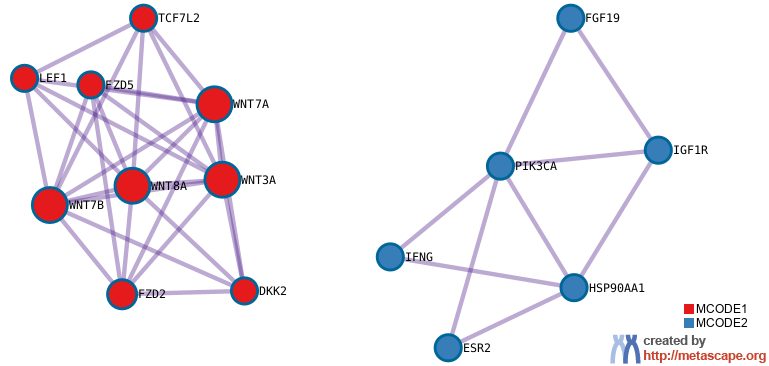 TCF7L2
LEF1
FZD5
WNT7A
WNT8A
WNT3A
WNT7B
FZD2
DKK2
FGF19
IGF1R
PIK3CA
IFNG
HSP90AA1
ESR2
MCODE1
MCODE2
created by
http://metascape.org